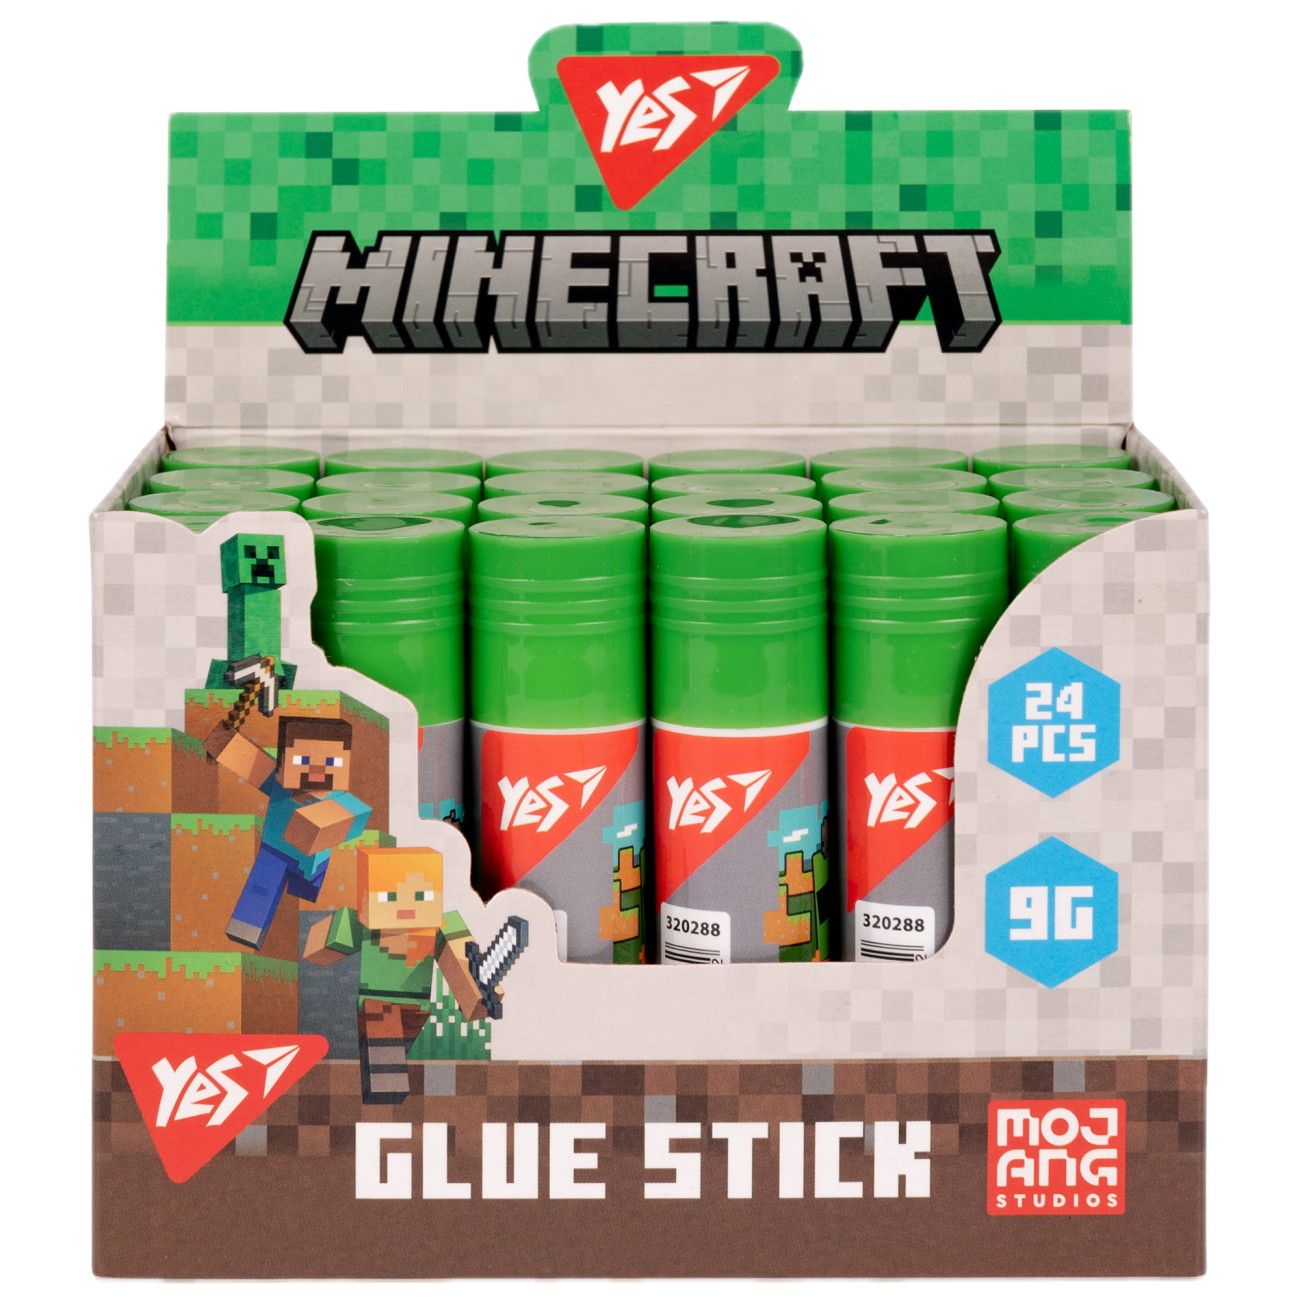 YES
MINECRAFT
YES
YES
YES
320288
320288
24
PCS
9G
YES
GLUE STICK
MOJ
ANG
STUDIOS